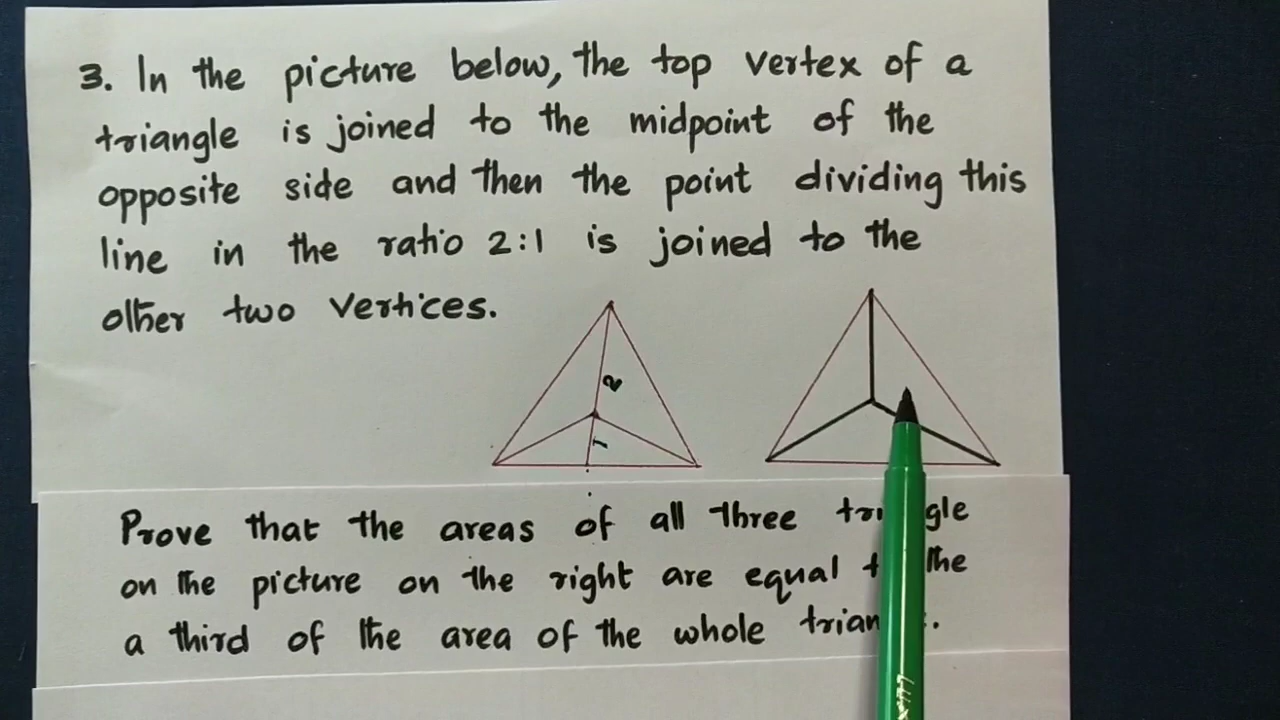 3. In the picture below, the top vertex of a
triangle is joined to the midpoint of the
opposite side and then the point dividing this
line in the ratio 2:1 is joined to the
other two vertices.
2
1
Prove that the areas of all three
on the picture on the right are equal the
a third of the area of the whole